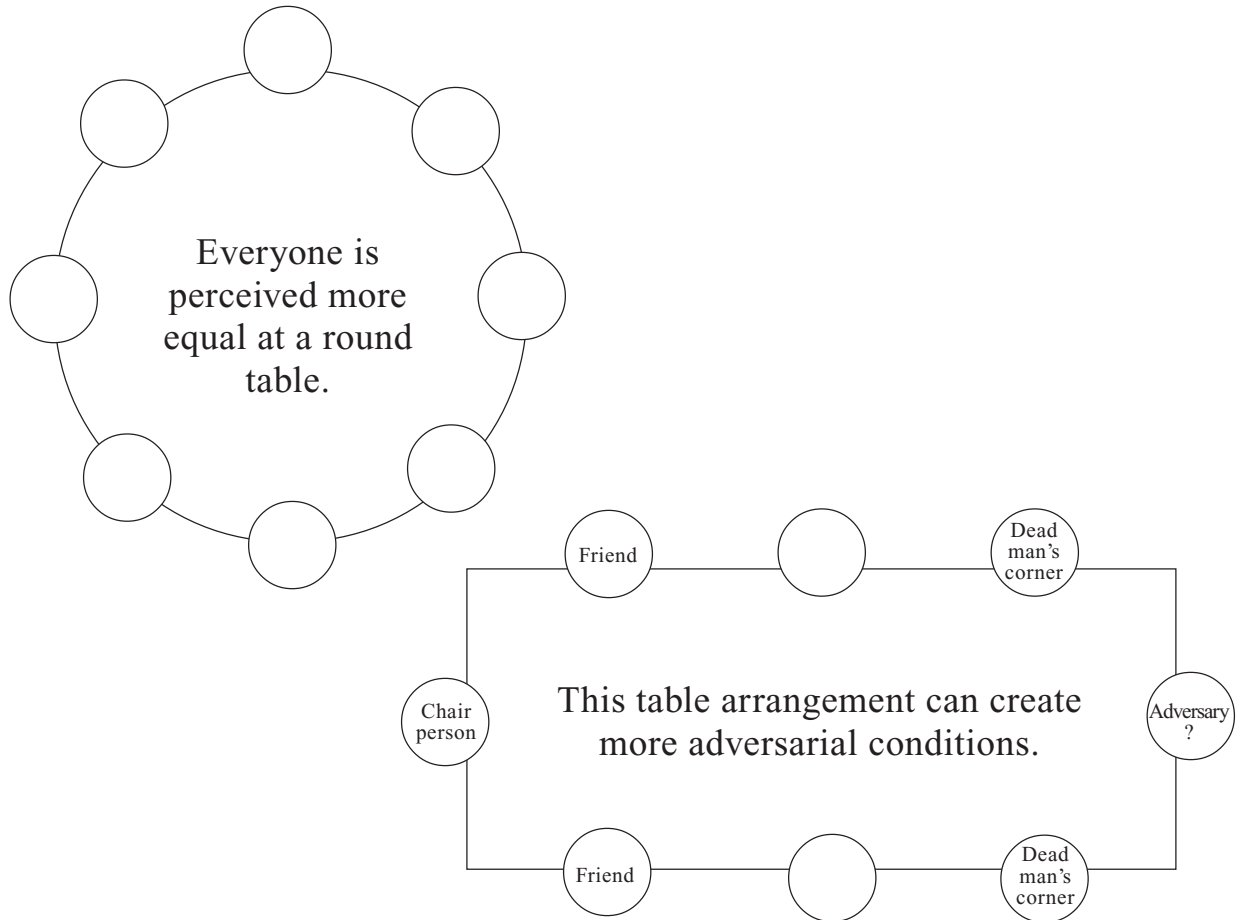 Everyone is
perceived more
equal at a round
table.
Friend
Dead
man’s
corner
Chair
person
This table arrangement can create
more adversarial conditions.
Adversary
?
Friend
Dead
man’s
corner